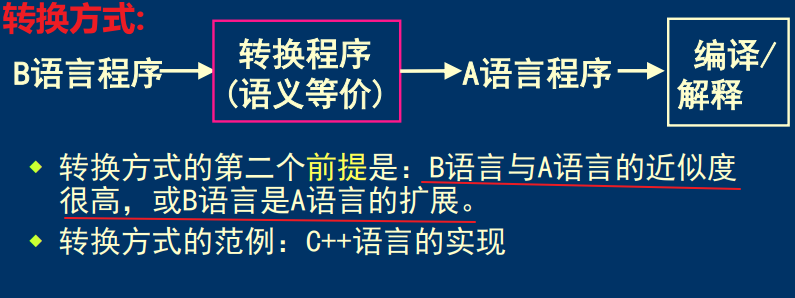 转换方式:
B语言程序 转换程序 A语言程序 编译/
(语义等价) 解释
转换方式的第二个前提是：B语言与A语言的近似度
很高，或B语言是A语言的扩展。
转换方式的范例：C++语言的实现